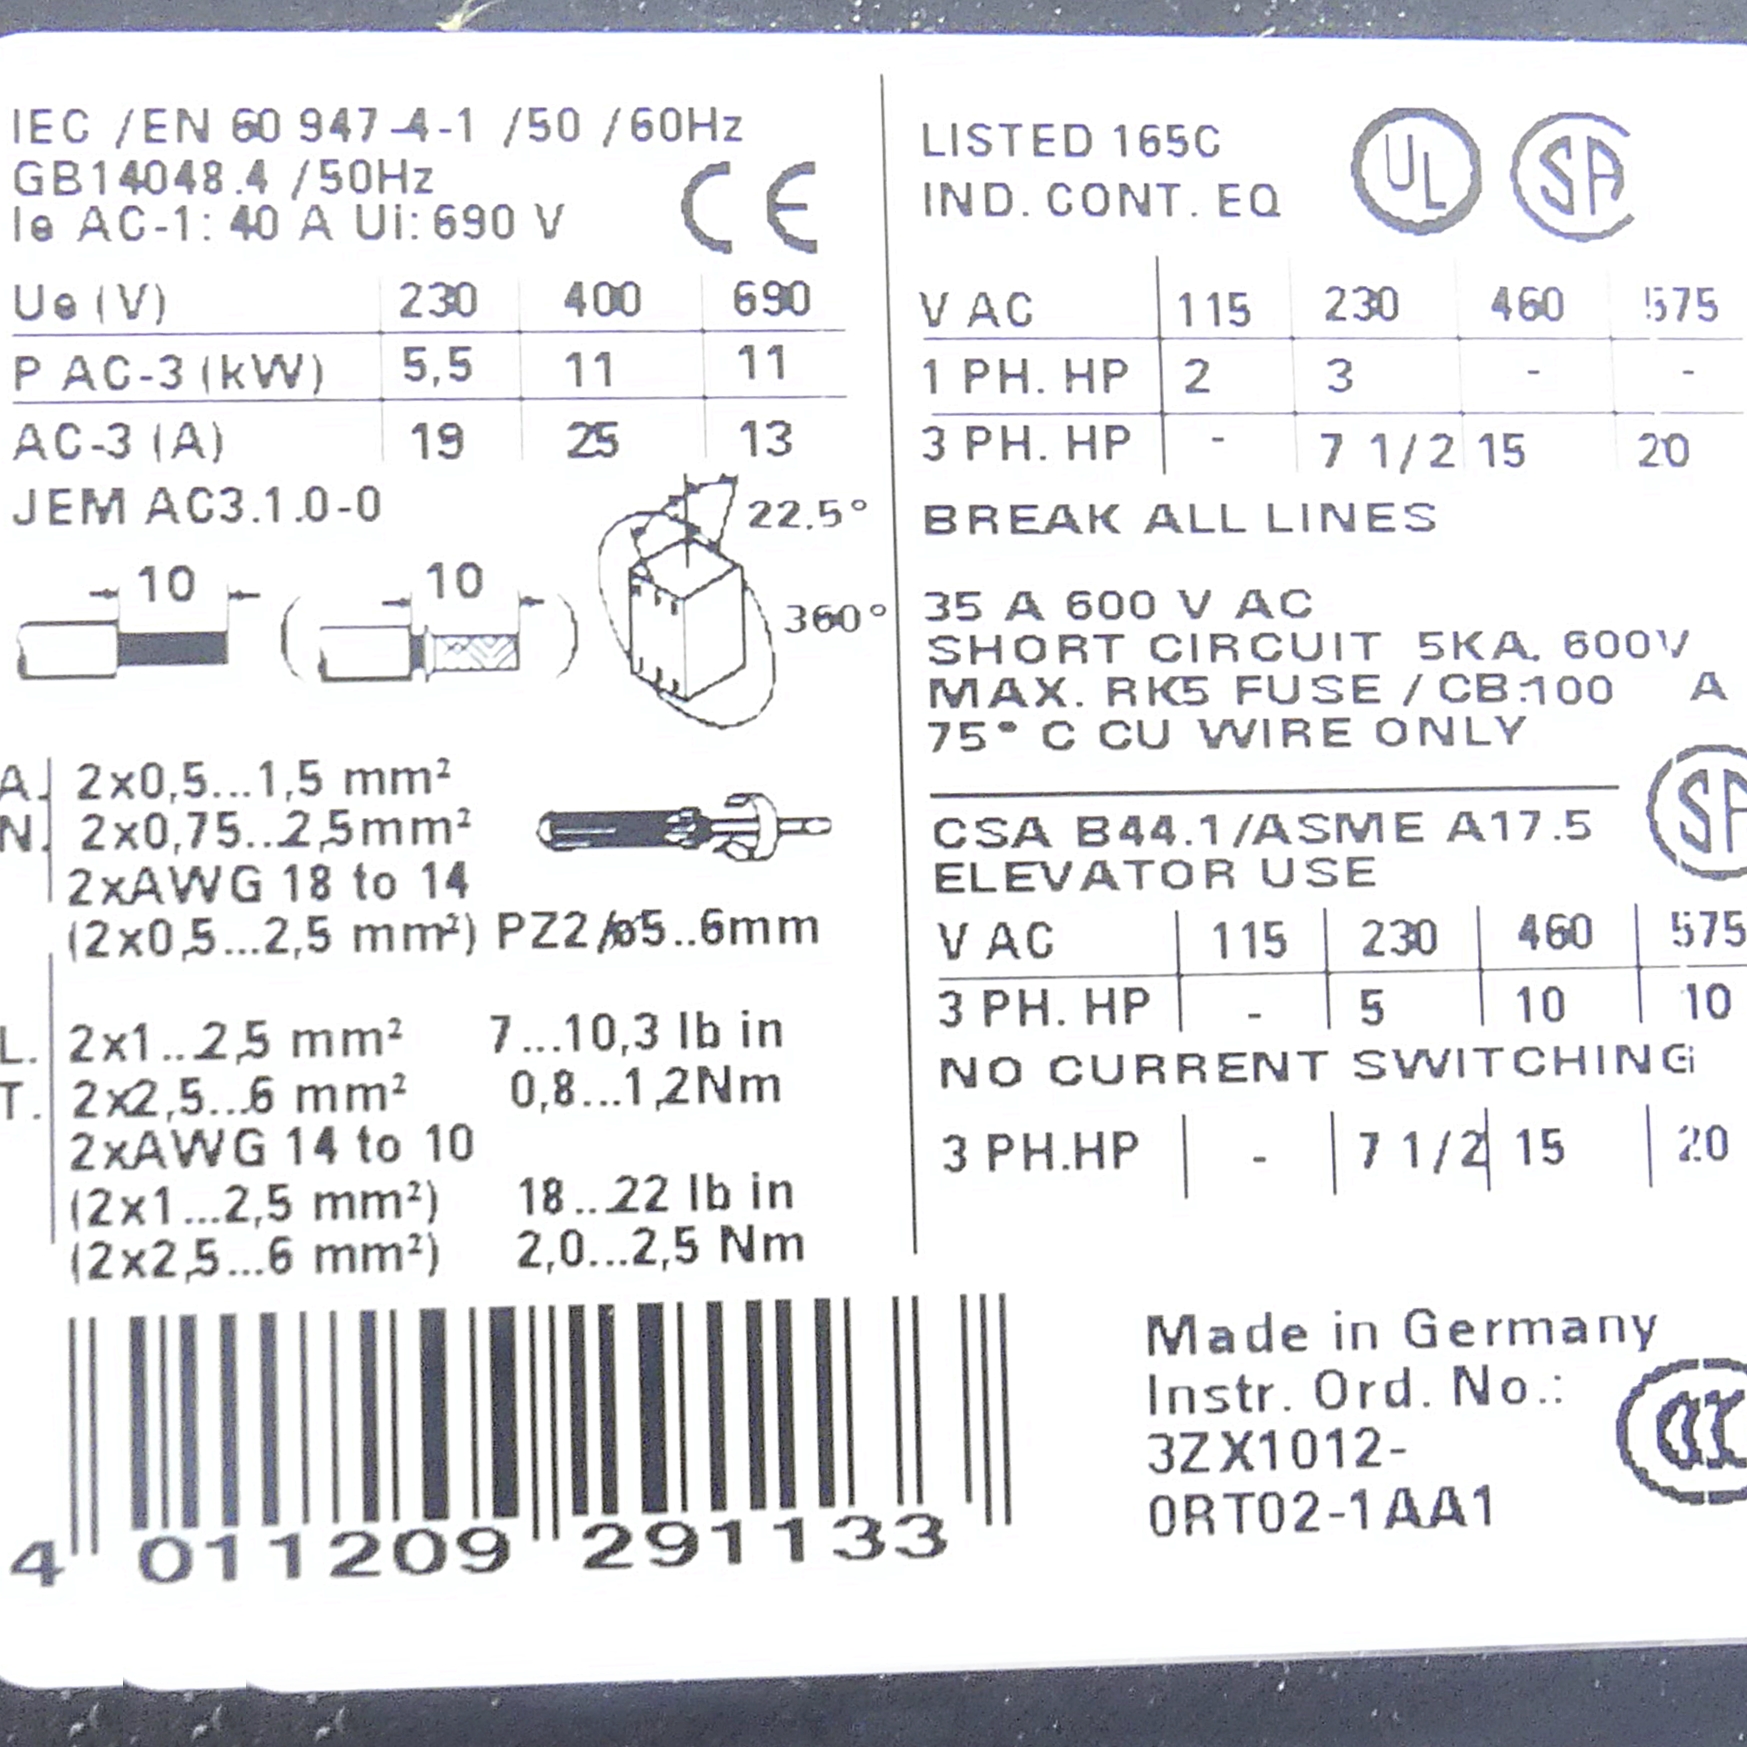 IEC /EN 60 947-4-1 /50 /60Hz
GB14048.4 /50Hz
Ie AC-1: 40 A Ui: 690 V
CE
Ue (V) 230 400 690
P AC-3 (kW) 5,5 11 11
AC-3 (A) 19 25 13
JEM AC3.1.0-0
22.5°
10 10
360°
A. 2x0,5...1,5 mm²
N. 2x0,75...2,5mm²
2xAWG 18 to 14
(2x0,5...2,5 mm²) PZ2/ø5..6mm
L. 2x1...2,5 mm² 7...10,3 lb in
T. 2x2,5...6 mm² 0,8...1,2Nm
2xAWG 14 to 10
(2x1...2,5 mm²) 18...22 lb in
(2x2,5...6 mm²) 2,0...2,5 Nm
4 011209 291133
LISTED 165C
IND. CONT. EQ
UL SA
V AC 115 230 460 575
1 PH. HP 2 3 - -
3 PH. HP - 7 1/2 15 20
BREAK ALL LINES
35 A 600 V AC
SHORT CIRCUIT 5KA, 600V
MAX. RK5 FUSE / CB:100 A
75° C CU WIRE ONLY
CSA B44.1/ASME A17.5
ELEVATOR USE
SA
V AC 115 230 460 575
3 PH. HP - 5 10 10
NO CURRENT SWITCHING
3 PH.HP - 7 1/2 15 20
Made in Germany
Instr. Ord. No.:
3ZX1012-
0RT02-1AA1
CCC